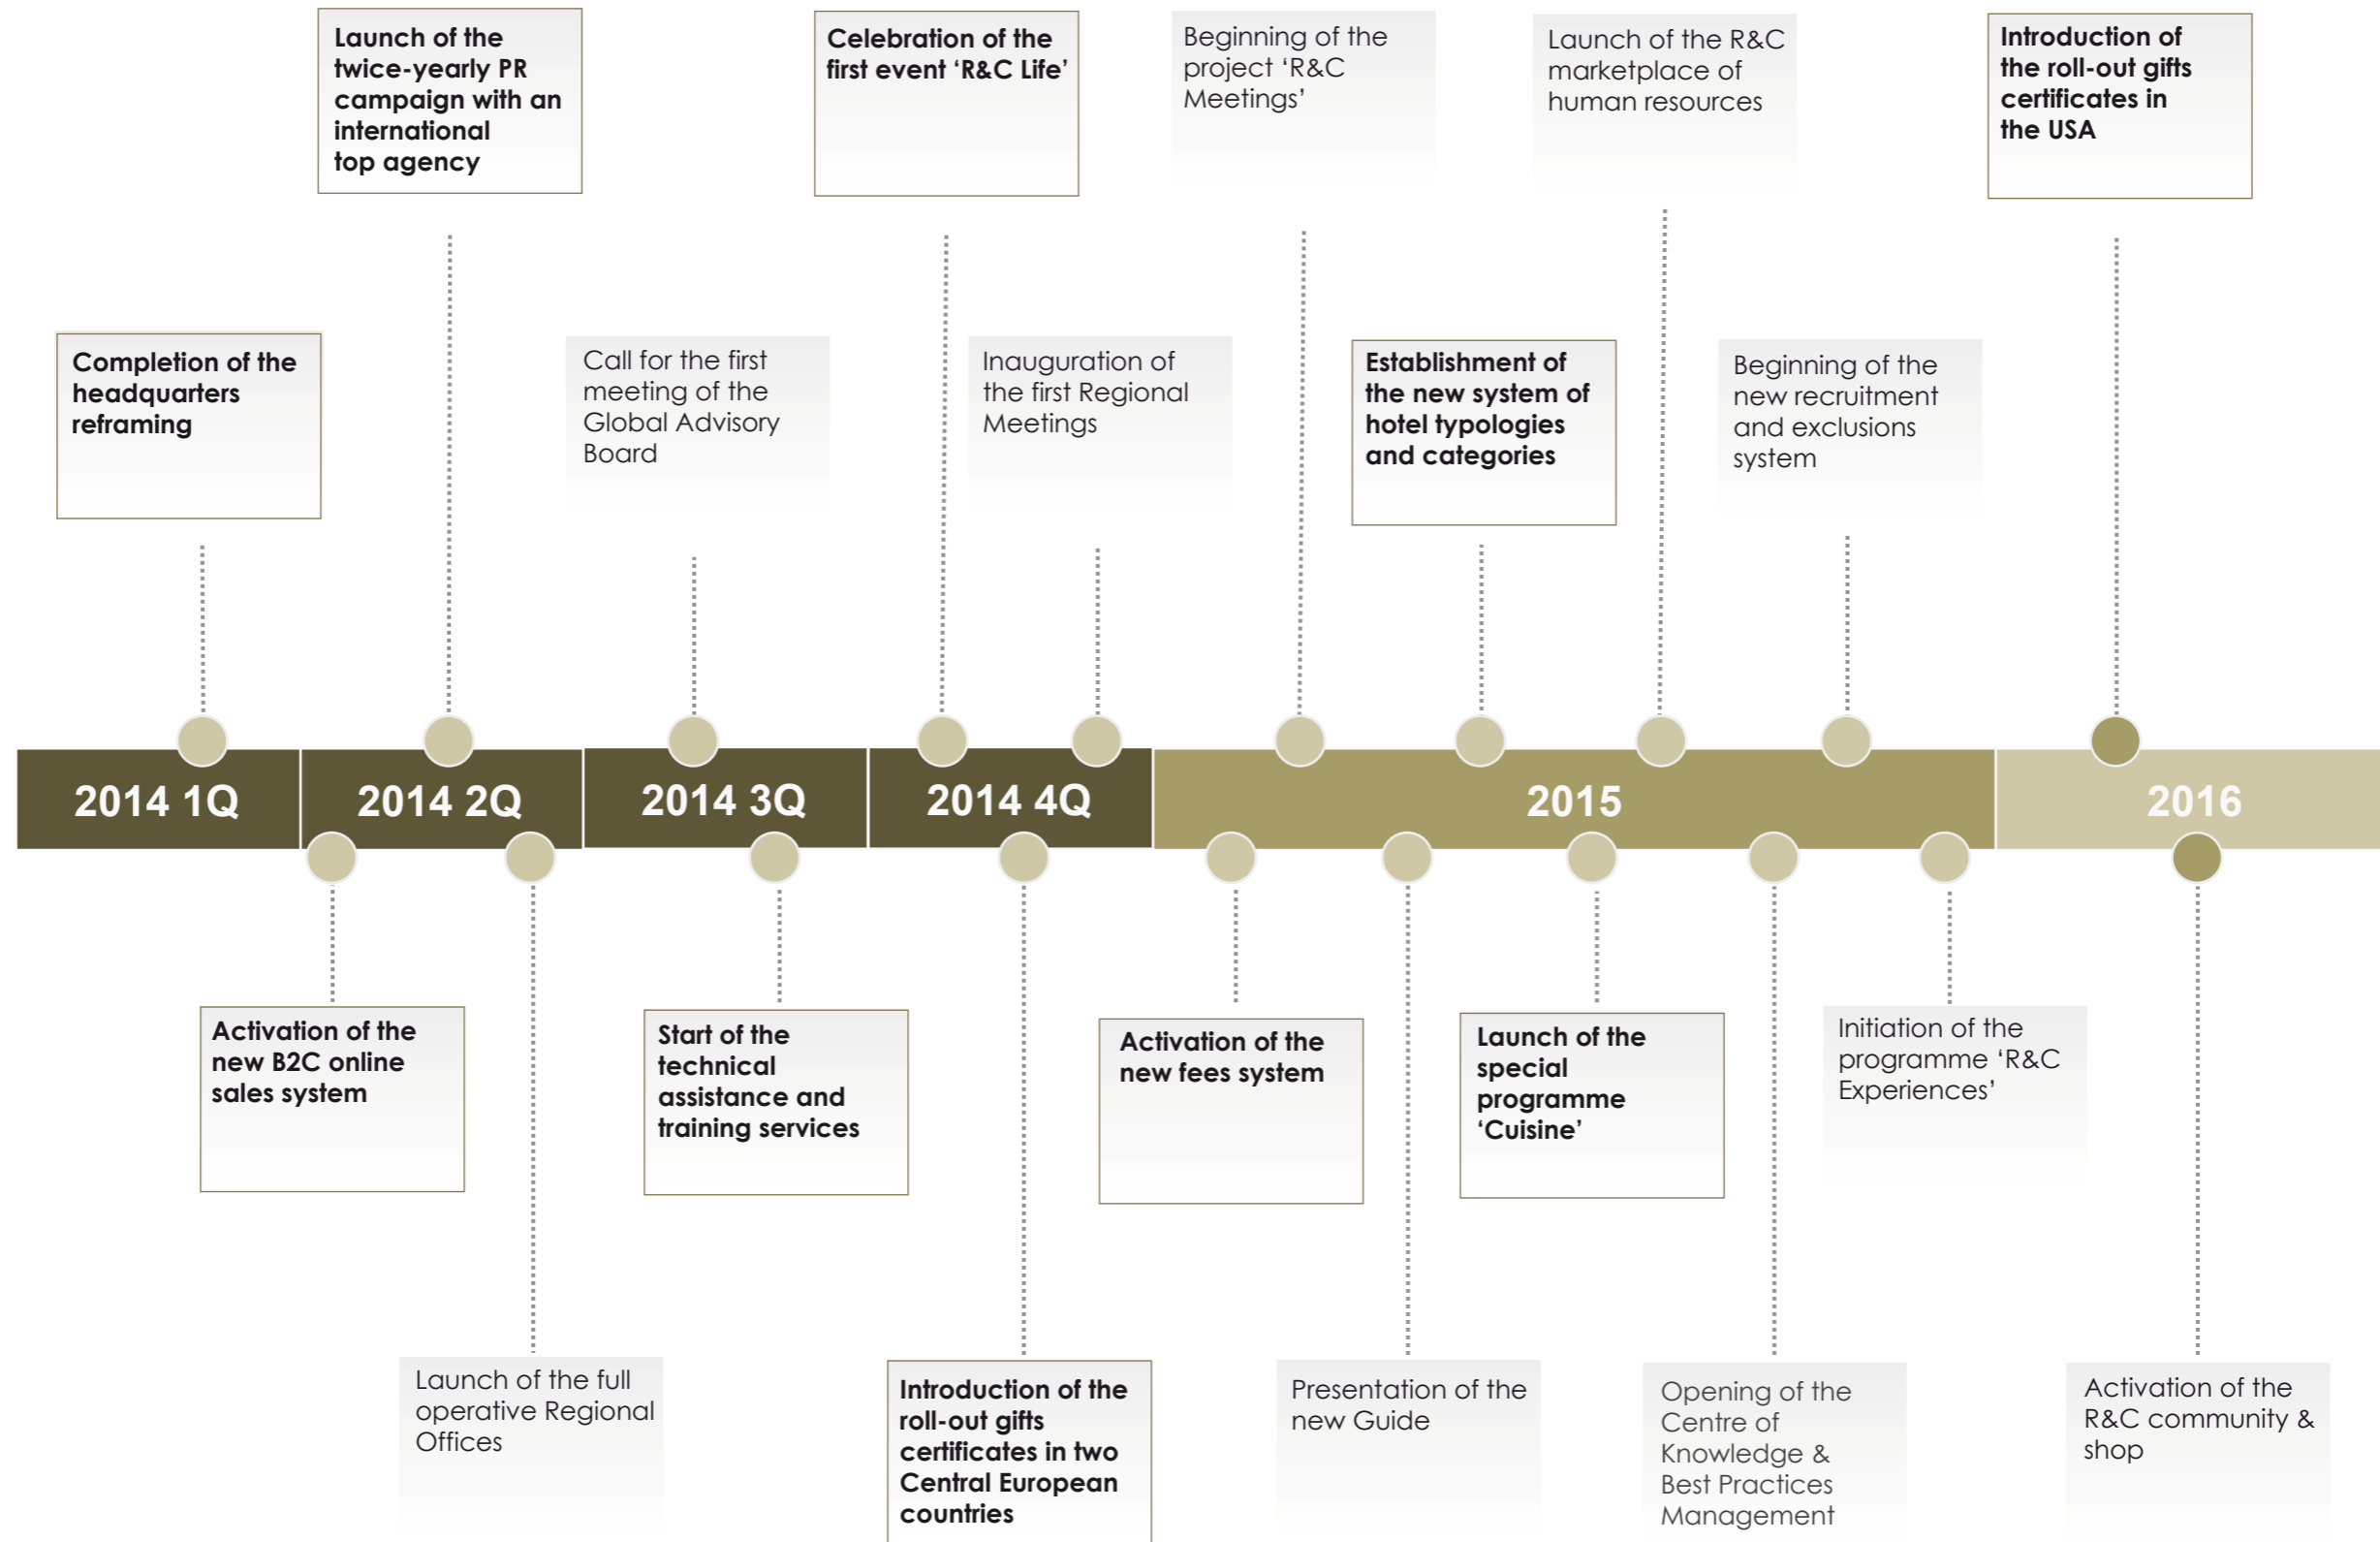 Launch of the
twice-yearly PR
campaign with an
international
top agency
Celebration of the
first event ‘R&C Life’
Beginning of the
project ‘R&C
Meetings’
Launch of the R&C
marketplace of
human resources
Introduction of
the roll-out gifts
certificates in
the USA
Completion of the
headquarters
reframing
Call for the first
meeting of the
Global Advisory
Board
Inauguration of
the first Regional
Meetings
Establishment of
the new system of
hotel typologies
and categories
Beginning of the
new recruitment
and exclusions
system
2014 1Q
2014 2Q
2014 3Q
2014 4Q
2015
2016
Activation of the
new B2C online
sales system
Start of the
technical
assistance and
training services
Activation of the
new fees system
Launch of the
special
programme
‘Cuisine’
Initiation of the
programme ‘R&C
Experiences’
Launch of the full
operative Regional
Offices
Introduction of the
roll-out gifts
certificates in two
Central European
countries
Presentation of the
new Guide
Opening of the
Centre of
Knowledge &
Best Practices
Management
Activation of the
R&C community &
shop